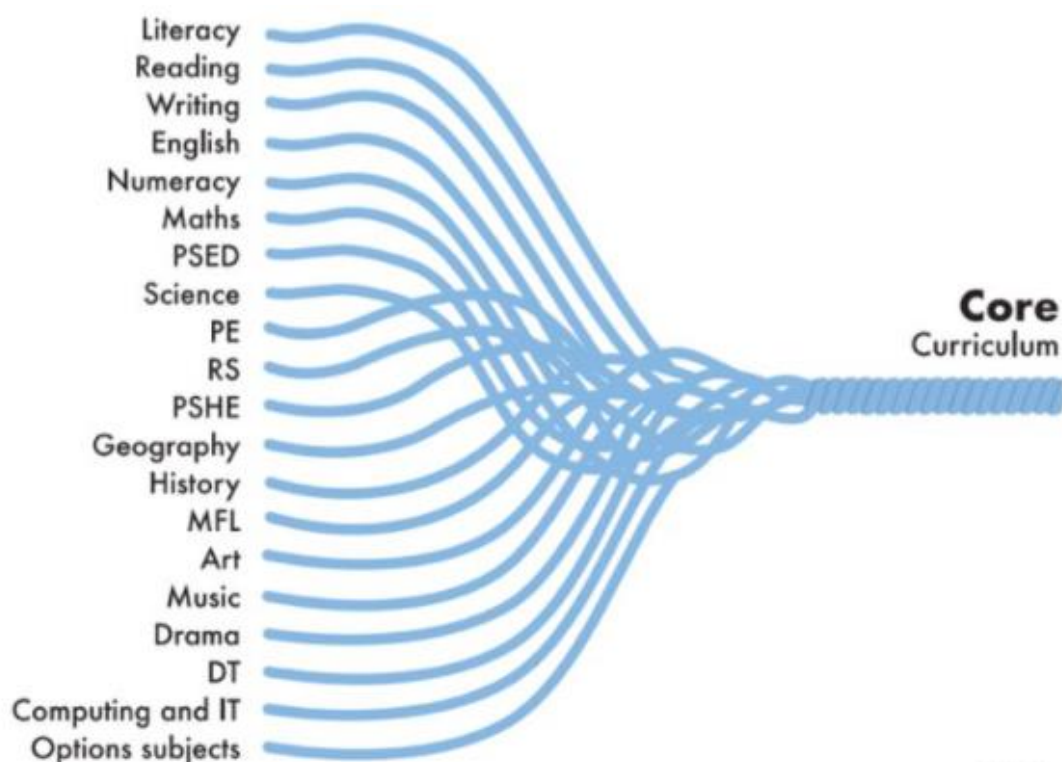 Literacy
Reading
Writing
English
Numeracy
Maths
PSED
Science
PE
RS
PSHE
Geography
History
MFL
Art
Music
Drama
DT
Computing and IT
Options subjects
Core
Curriculum